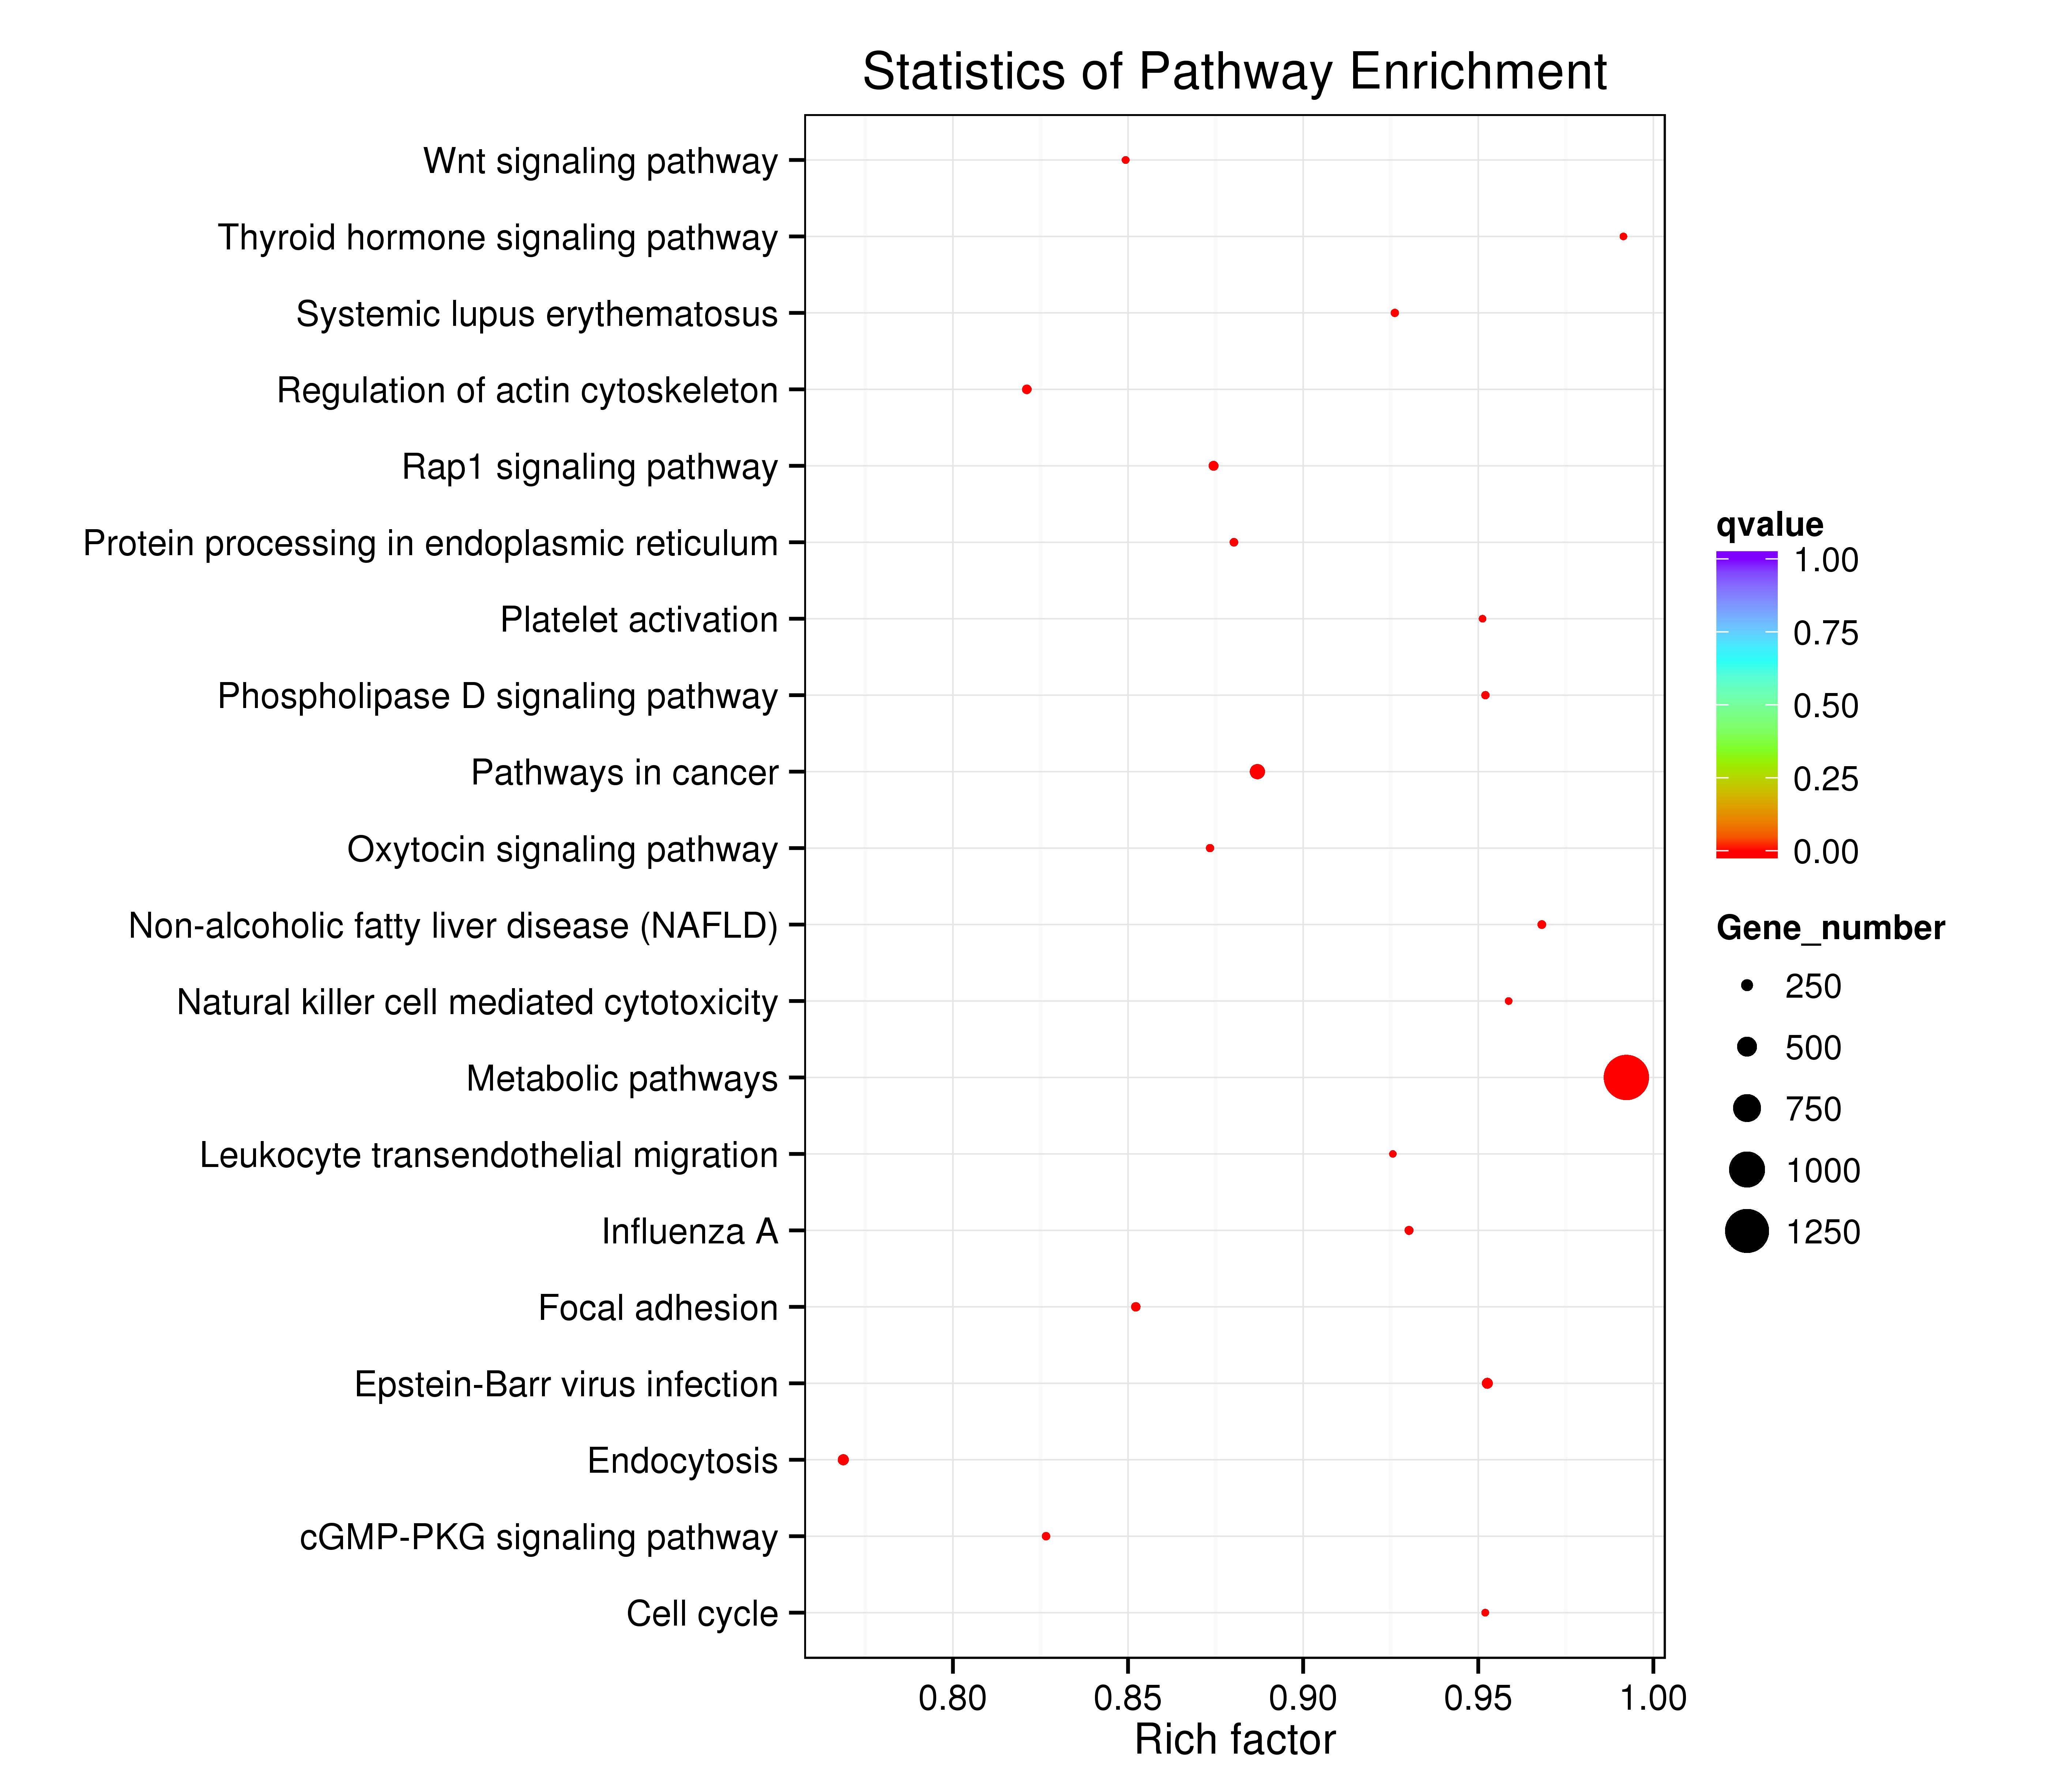 Statistics of Pathway Enrichment
Wnt signaling pathway
Thyroid hormone signaling pathway
Systemic lupus erythematosus
Regulation of actin cytoskeleton
Rap1 signaling pathway
Protein processing in endoplasmic reticulum
Platelet activation
Phospholipase D signaling pathway
Pathways in cancer
Oxytocin signaling pathway
Non-alcoholic fatty liver disease (NAFLD)
Natural killer cell mediated cytotoxicity
Metabolic pathways
Leukocyte transendothelial migration
Influenza A
Focal adhesion
Epstein-Barr virus infection
Endocytosis
cGMP-PKG signaling pathway
Cell cycle
0.80 0.85 0.90 0.95 1.00
Rich factor
qvalue
1.00
0.75
0.50
0.25
0.00
Gene_number
250
500
750
1000
1250